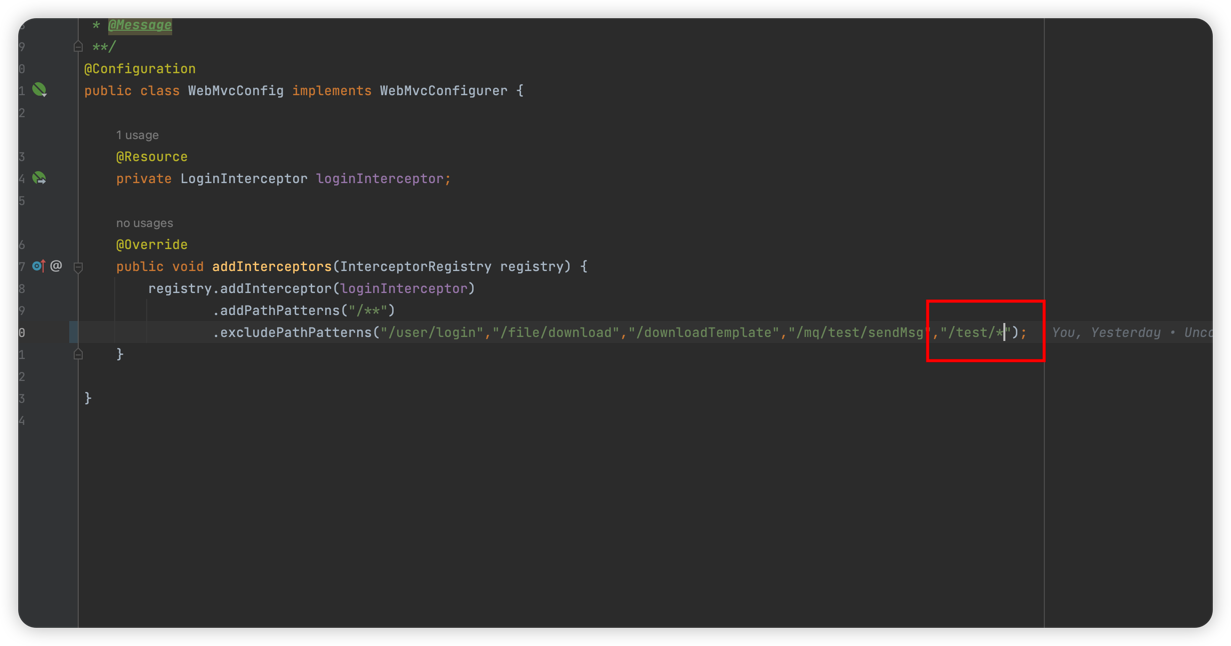 * @Message
9 **/
0 @Configuration
1 public class WebMvcConfig implements WebMvcConfigurer {
2
1 usage
3 @Resource
4 private LoginInterceptor loginInterceptor;
5
no usages
6 @Override
7 @ public void addInterceptors(InterceptorRegistry registry) {
8 registry.addInterceptor(loginInterceptor)
9 .addPathPatterns("/**")
0 .excludePathPatterns("/user/login","/file/download","/downloadTemplate","/mq/test/sendMsg","/test/*"); You, Yesterday • Unco
1 }
2
3 }
4